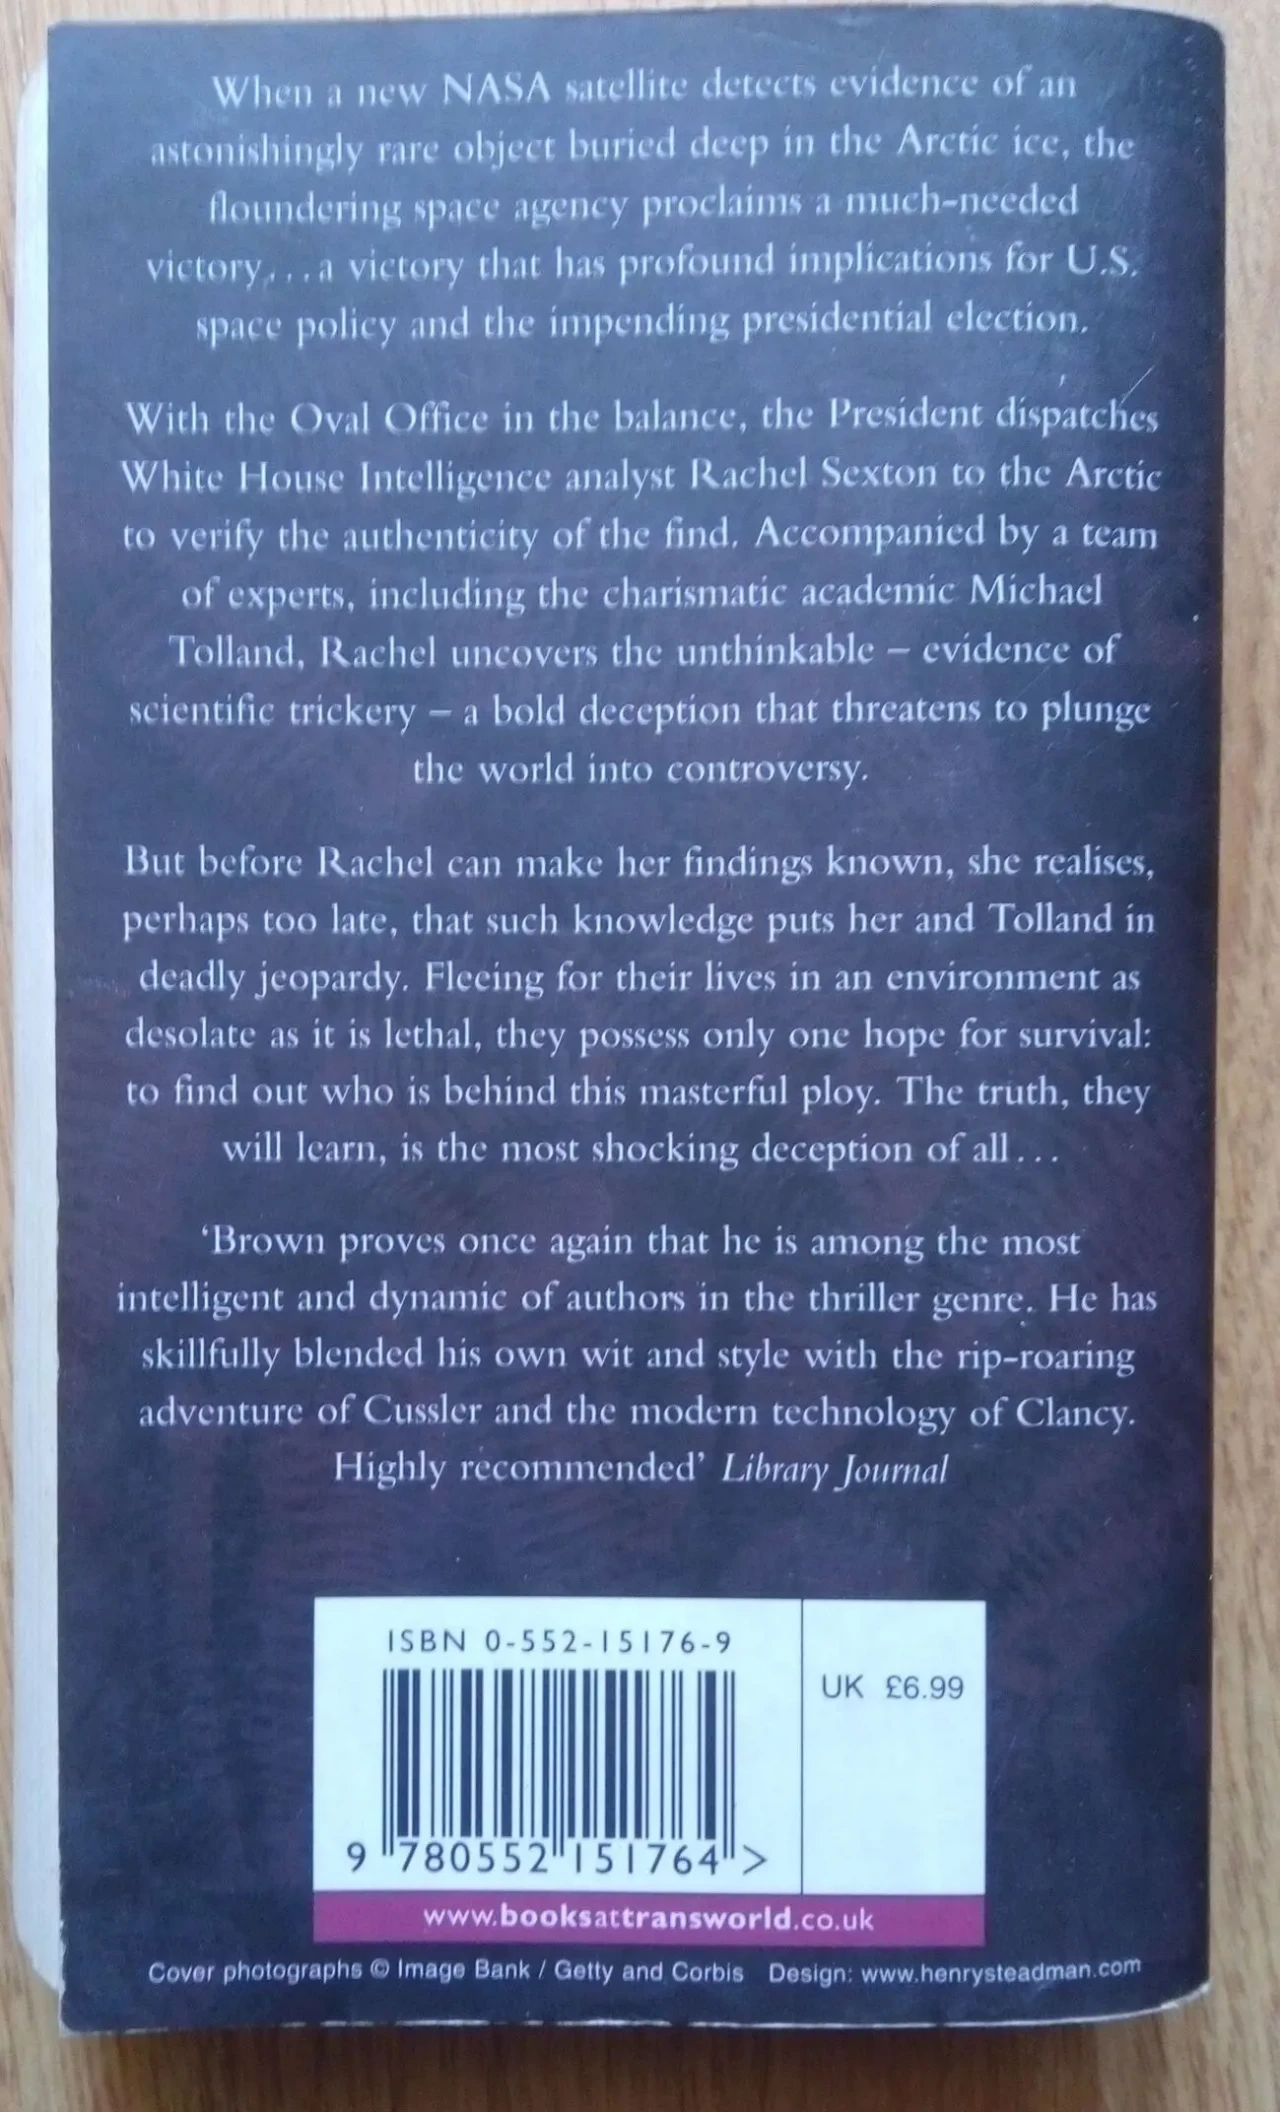 When a new NASA satellite detects evidence of an
astonishingly rare object buried deep in the Arctic ice, the
floundering space agency proclaims a much-needed
victory...a victory that has profound implications for U.S.
space policy and the impending presidential election.
With the Oval Office in the balance, the President dispatches
White House Intelligence analyst Rachel Sexton to the Arctic
to verify the authenticity of the find. Accompanied by a team
of experts, including the charismatic academic Michael
Tolland, Rachel uncovers the unthinkable – evidence of
scientific trickery – a bold deception that threatens to plunge
the world into controversy.
But before Rachel can make her findings known, she realises,
perhaps too late, that such knowledge puts her and Tolland in
deadly jeopardy. Fleeing for their lives in an environment as
desolate as it is lethal, they possess only one hope for survival:
to find out who is behind this masterful ploy. The truth, they
will learn, is the most shocking deception of all...
‘Brown proves once again that he is among the most
intelligent and dynamic of authors in the thriller genre. He has
skillfully blended his own wit and style with the rip-roaring
adventure of Cussler and the modern technology of Clancy.
Highly recommended’ Library Journal
ISBN 0-552-15176-9
UK £6.99
9 780552 151764 >
www.booksattransworld.co.uk
Cover photographs © Image Bank / Getty and Corbis Design: www.henrysteadman.com